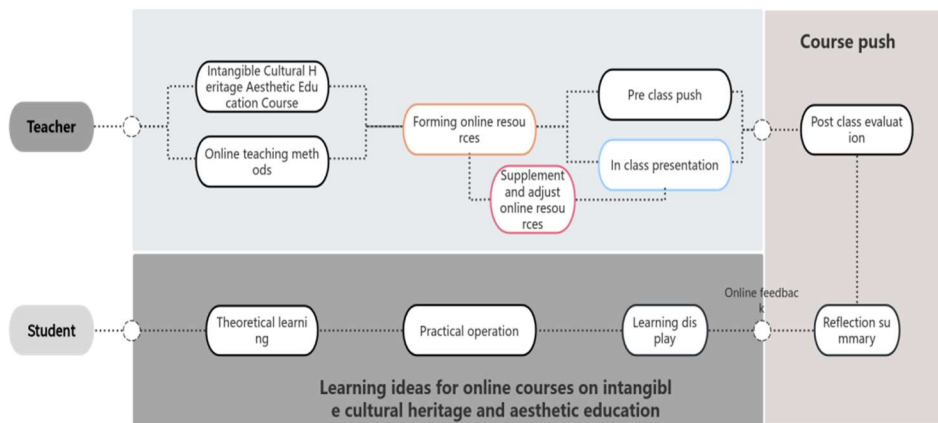 Course push
Intangible Cultural H
eritage Aesthetic Edu
cation Course
Pre class push
Teacher
Forming online resou
rces
Post class evaluat
ion
Online teaching meth
ods
In class presentation
Supplement
and adjust
online resou
rces
Online feedbac
k
Student
Theoretical learni
ng
Practical operation
Learning dis
play
Reflection su
mmary
Learning ideas for online courses on intangibl
e cultural heritage and aesthetic education